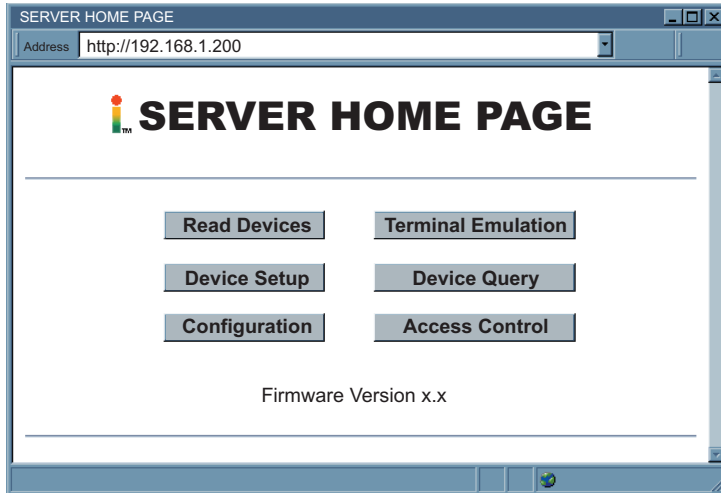 SERVER HOME PAGE
Address http://192.168.1.200
i™ SERVER HOME PAGE
Read Devices Terminal Emulation
Device Setup Device Query
Configuration Access Control
Firmware Version x.x